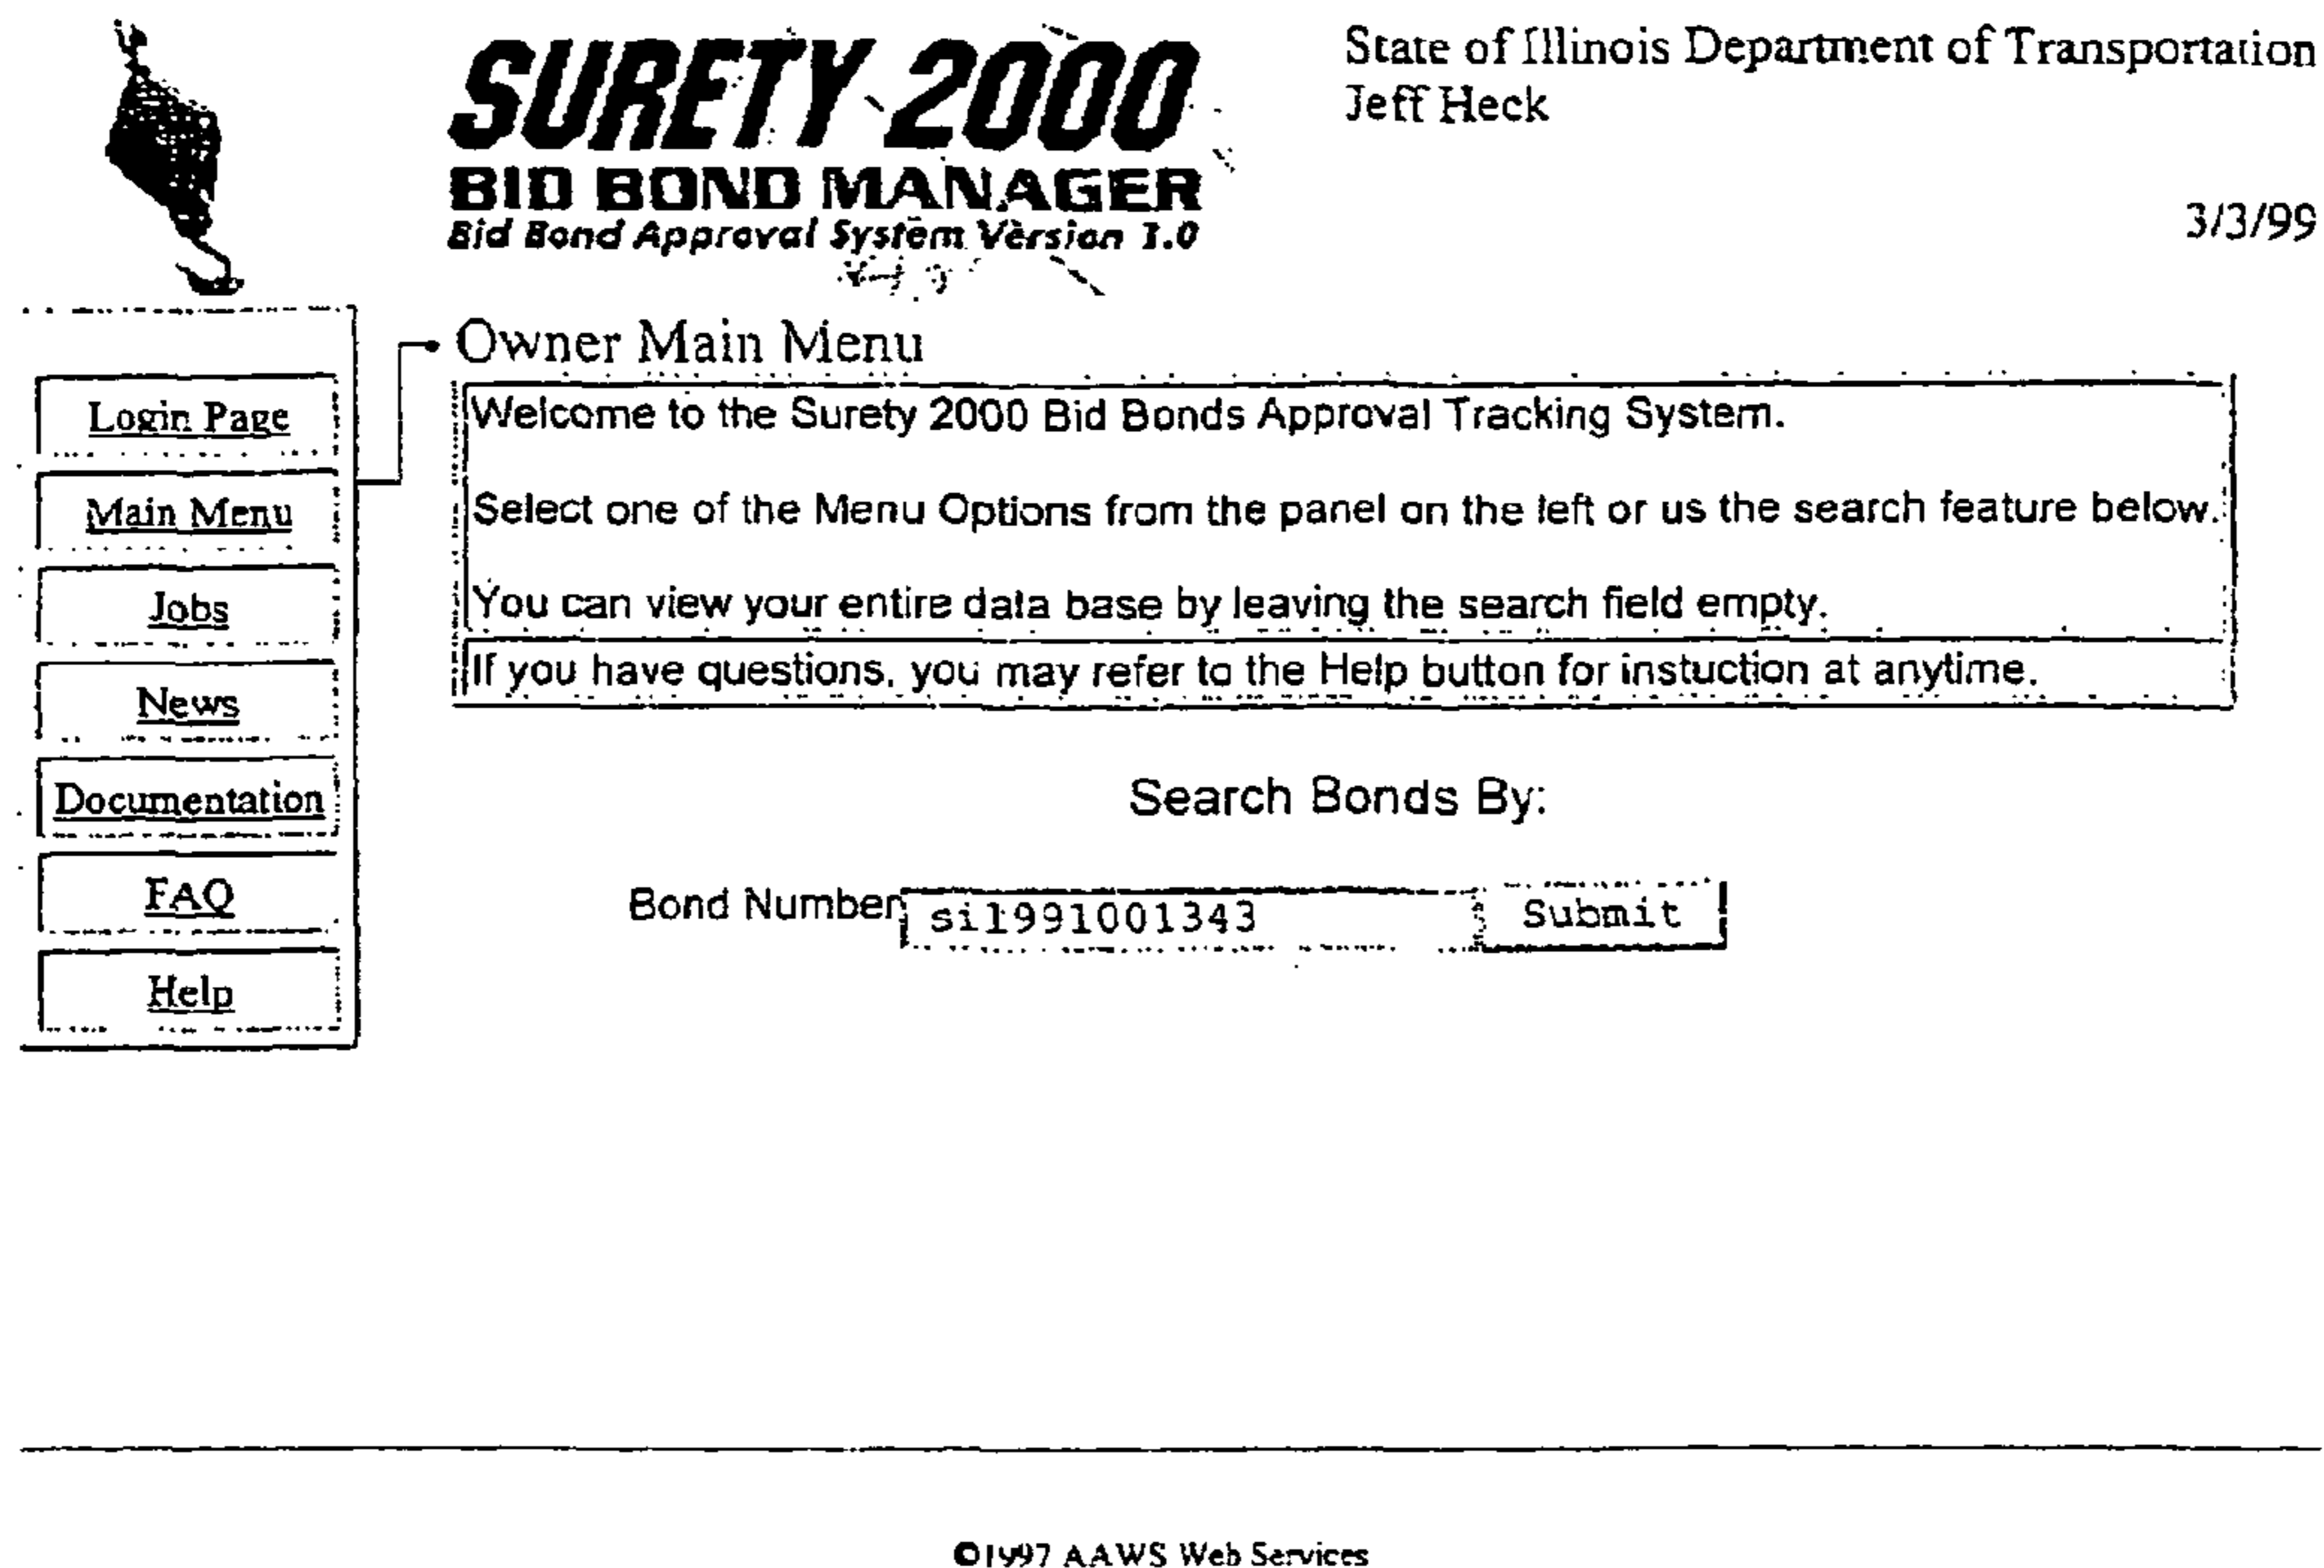 SURETY 2000
BID BOND MANAGER
Bid Bond Approval System Version 1.0
State of Illinois Department of Transportation
Jeff Heck
3/3/99
Login Page
Main Menu
Jobs
News
Documentation
FAQ
Help
Owner Main Menu
Welcome to the Surety 2000 Bid Bonds Approval Tracking System.
Select one of the Menu Options from the panel on the left or us the search feature below.
You can view your entire data base by leaving the search field empty.
If you have questions, you may refer to the Help button for instuction at anytime.
Search Bonds By:
Bond Number si1991001343 Submit
©1997 AAWS Web Services